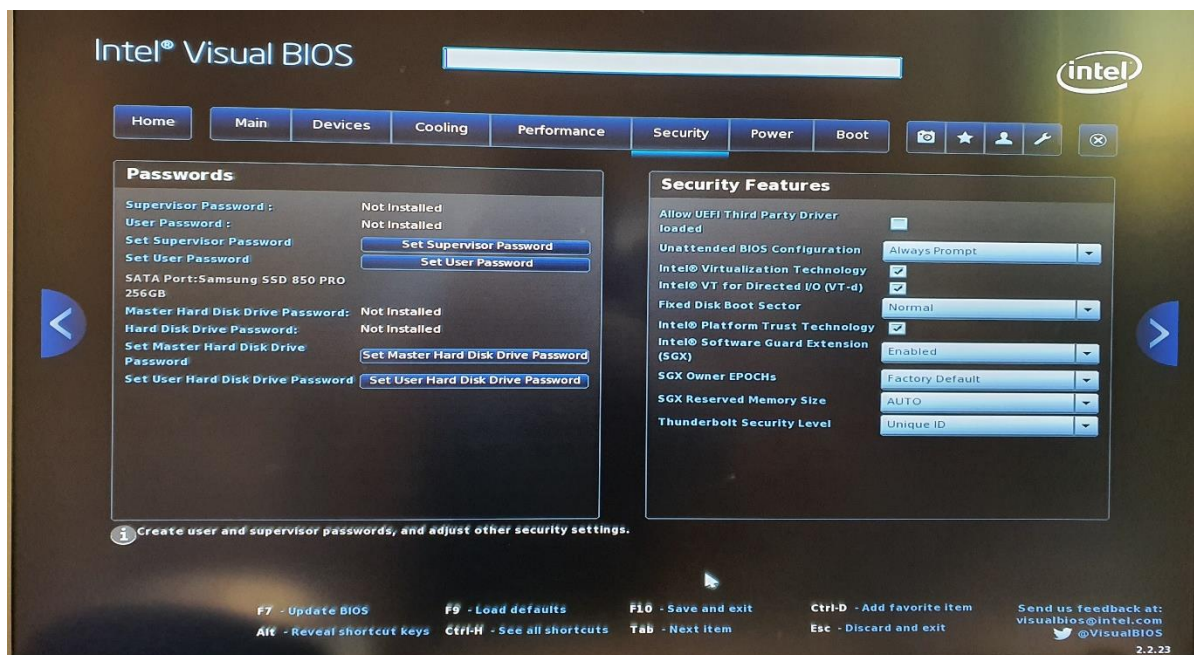 Intel® Visual BIOS
intel
Home
Main
Devices
Cooling
Performance
Security
Power
Boot
Passwords
Supervisor Password :
Not Installed
User Password :
Not Installed
Set Supervisor Password
Set Supervisor Password
Set User Password
Set User Password
SATA Port:Samsung SSD 850 PRO
256GB
Master Hard Disk Drive Password:
Not Installed
Hard Disk Drive Password:
Not Installed
Set Master Hard Disk Drive
Password
Set Master Hard Disk Drive Password
Set User Hard Disk Drive Password
Set User Hard Disk Drive Password
Security Features
Allow UEFI Third Party Driver
loaded
Unattended BIOS Configuration
Always Prompt
Intel® Virtualization Technology
Intel® VT for Directed I/O (VT-d)
Fixed Disk Boot Sector
Normal
Intel® Platform Trust Technology
Intel® Software Guard Extension
(SGX)
Enabled
SGX Owner EPOCHs
Factory Default
SGX Reserved Memory Size
AUTO
Thunderbolt Security Level
Unique ID
Create user and supervisor passwords, and adjust other security settings.
F7 - Update BIOS
F9 - Load defaults
F10 - Save and exit
Ctrl-D - Add favorite item
Alt - Reveal shortcut keys
Ctrl-H - See all shortcuts
Tab - Next item
Esc - Discard and exit
Send us feedback at:
visualbios@intel.com
@VisualBIOS
2.2.23